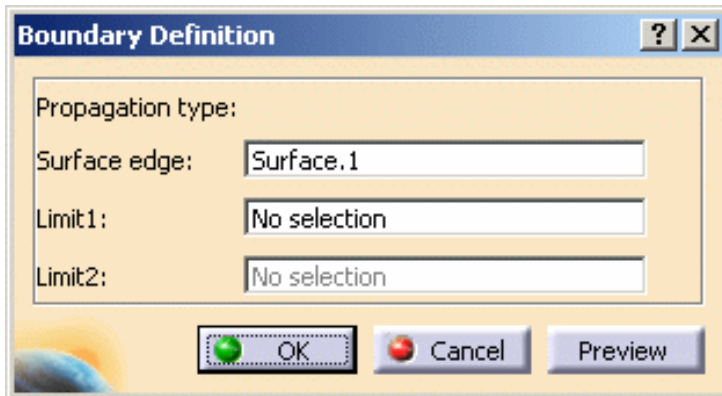 Boundary Definition ? X
Propagation type:
Surface edge: Surface.1
Limit1: No selection
Limit2: No selection
OK Cancel Preview